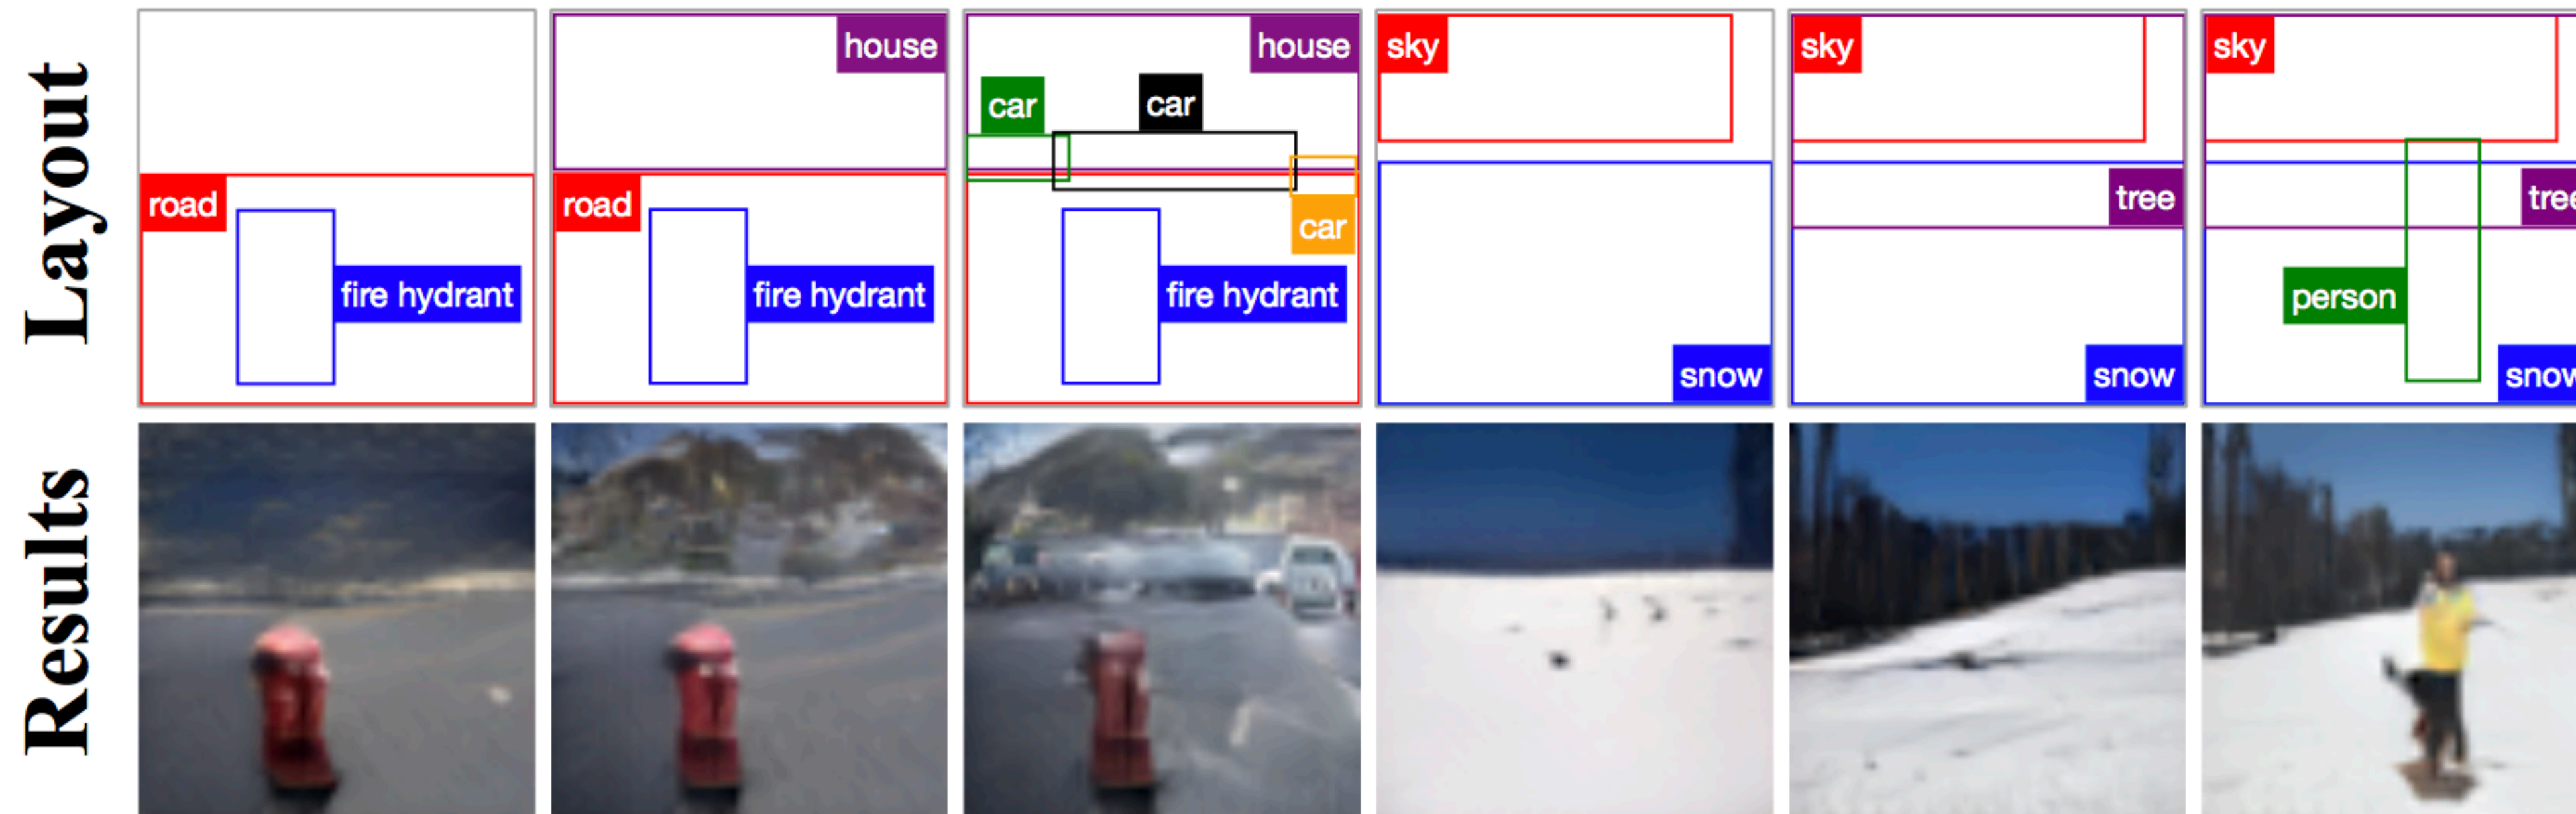 Layout
road
fire hydrant
house
road
fire hydrant
house
car
car
car
fire hydrant
sky
snow
sky
tree
snow
sky
tree
person
snow
Results